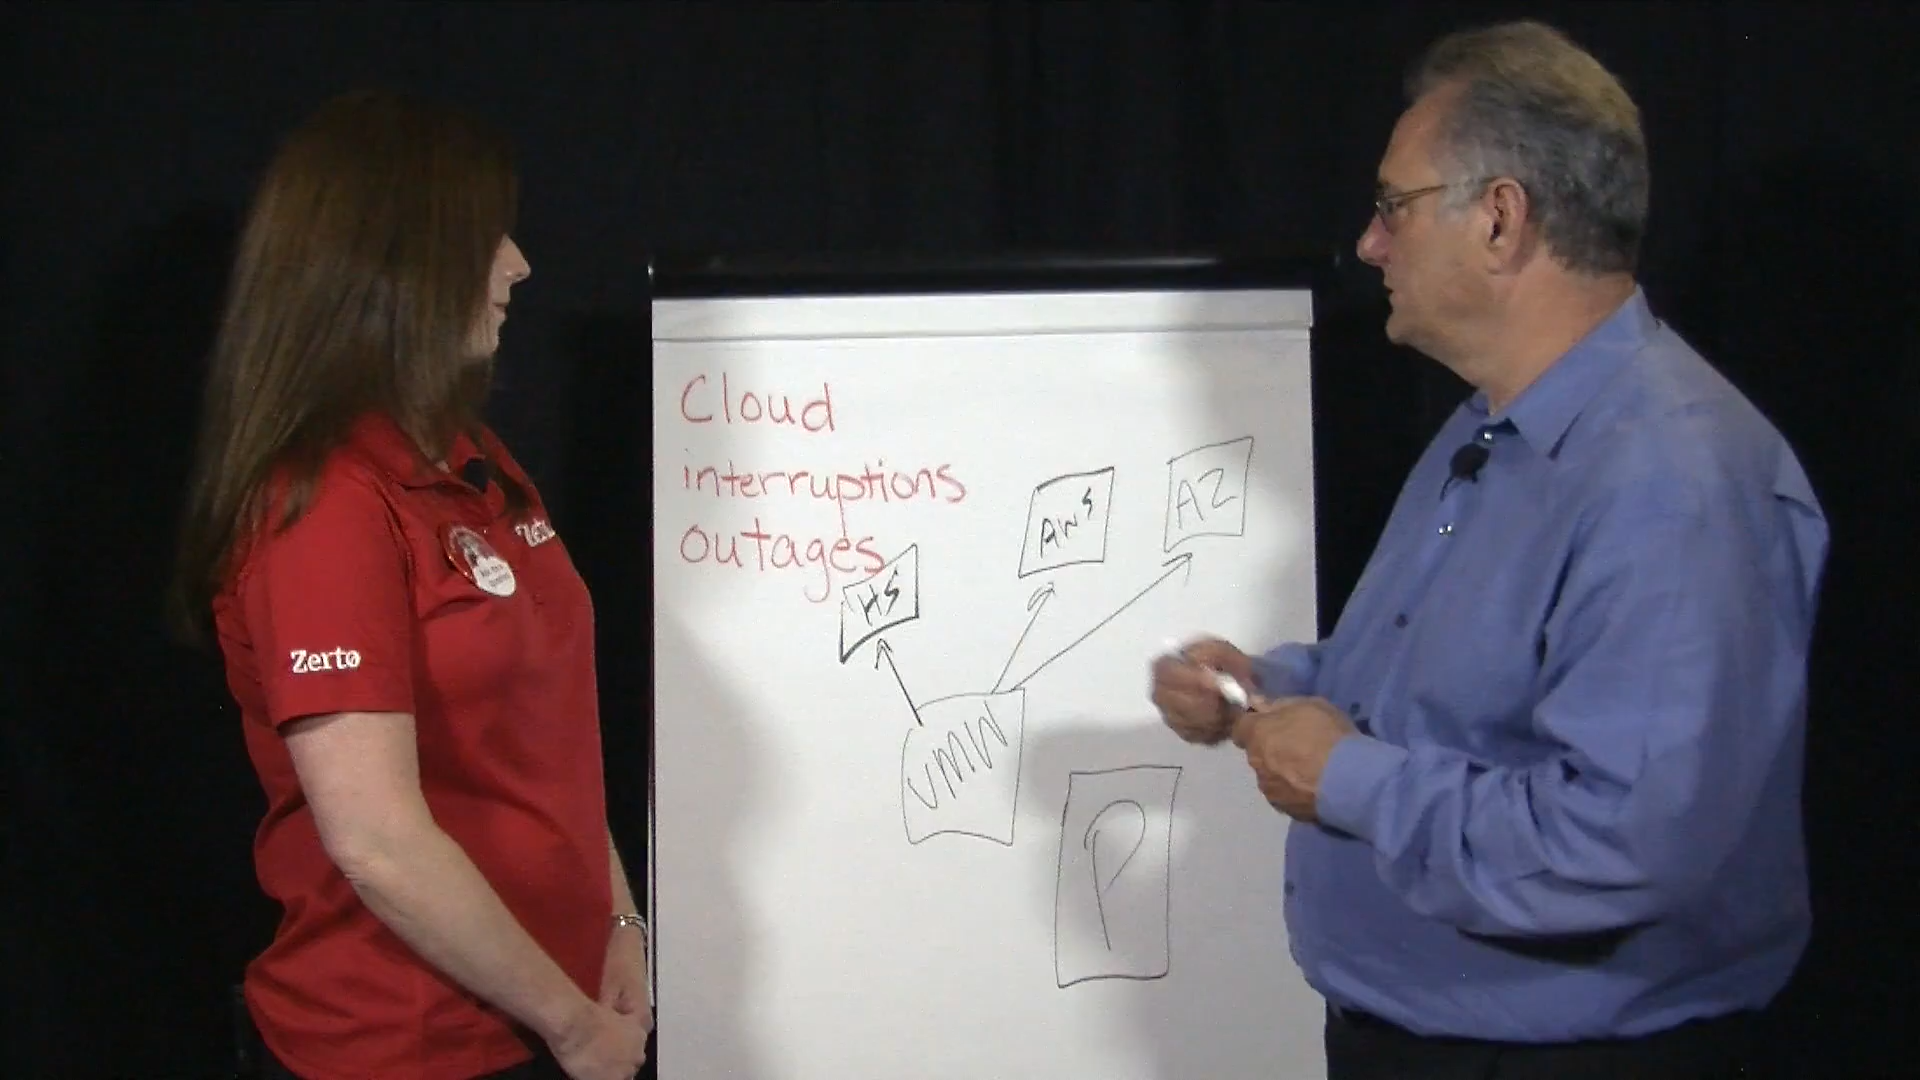 Cloud
interruptions
outages
AWS
AZ
HS
VMW
P
Zerto